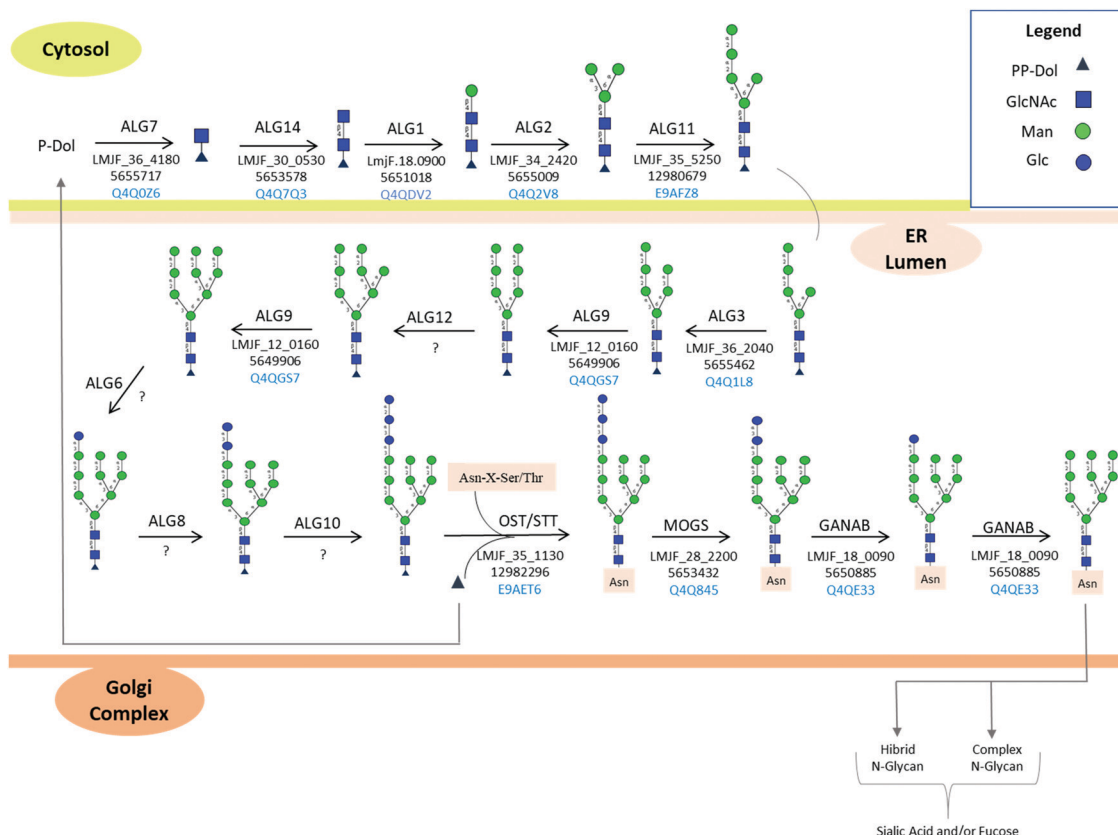 Cytosol
Legend
PP-Dol
GlcNAc
Man
Glc
P-Dol
ALG7
LMJF_36_4180
5655717
Q4Q0Z6
ALG14
LMJF_30_0530
5653578
Q4Q7Q3
ALG1
LmjF.18.0900
5651018
Q4QDV2
ALG2
LMJF_34_2420
5655009
Q4Q2V8
ALG11
LMJF_35_5250
12980679
E9AFZ8
ER
Lumen
ALG9
LMJF_12_0160
5649906
Q4QGS7
ALG12
?
ALG9
LMJF_12_0160
5649906
Q4QGS7
ALG3
LMJF_36_2040
5655462
Q4Q1L8
ALG6
?
ALG8
?
ALG10
?
Asn-X-Ser/Thr
OST/STT
LMJF_35_1130
12982296
E9AET6
Asn
MOGS
LMJF_28_2200
5653432
Q4Q845
Asn
GANAB
LMJF_18_0090
5650885
Q4QE33
Asn
GANAB
LMJF_18_0090
5650885
Q4QE33
Asn
Golgi
Complex
Hibrid
N-Glycan
Complex
N-Glycan
Sialic Acid and/or Fucose